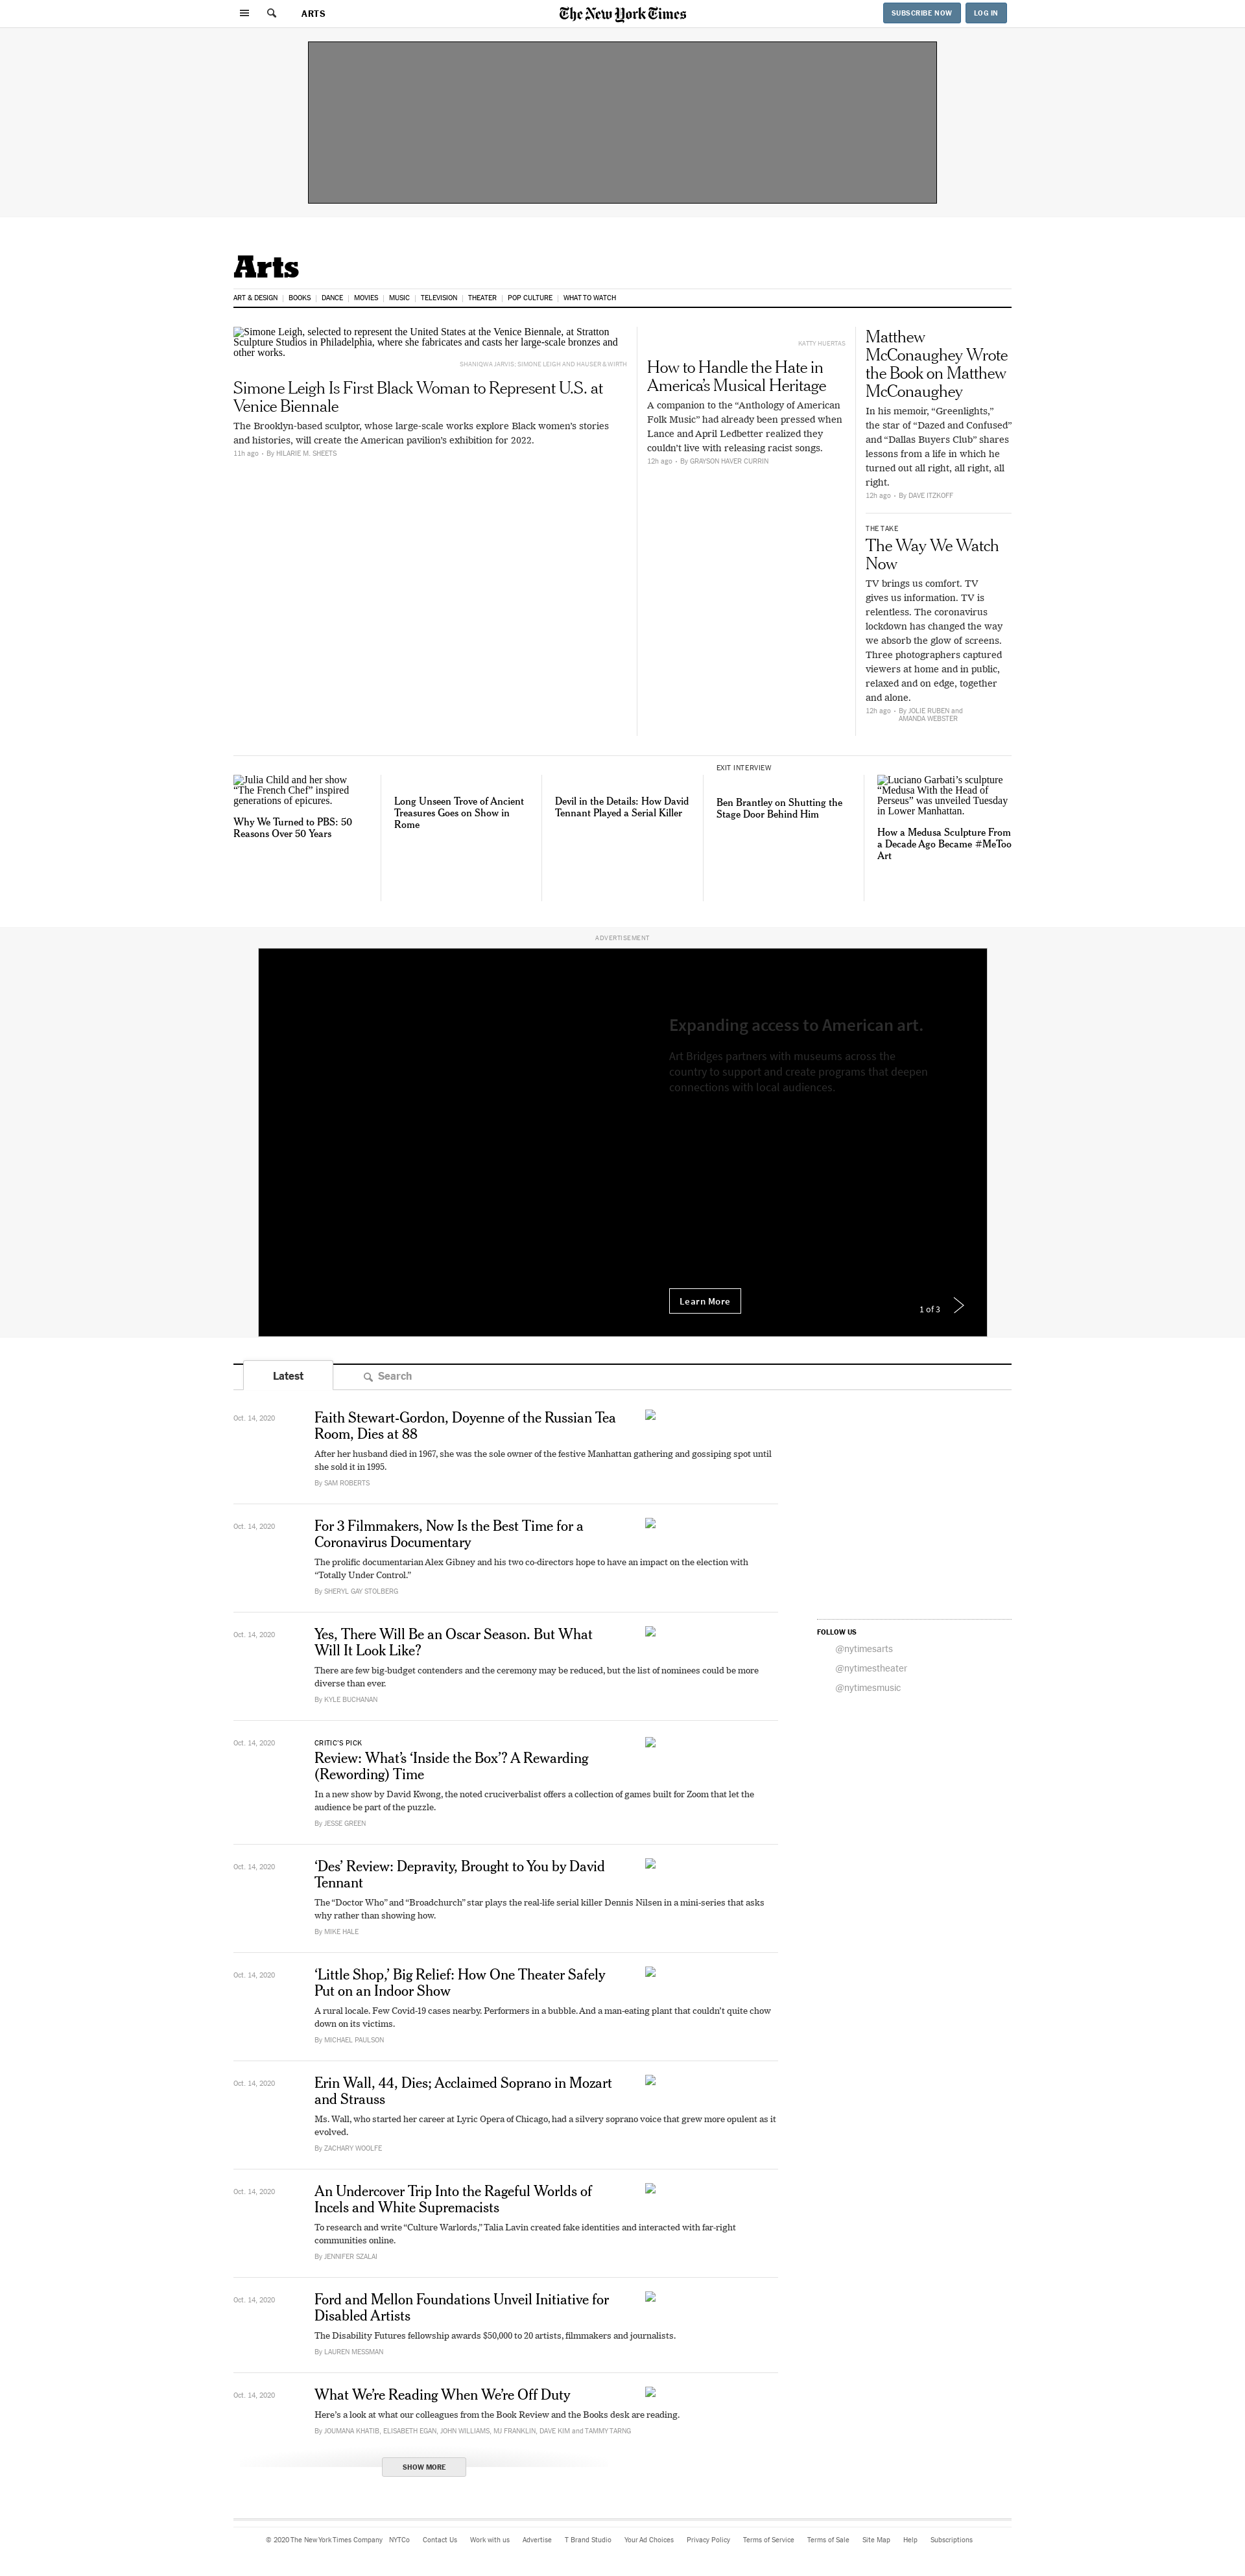 ARTS
The New York Times
SUBSCRIBE NOW
LOG IN
Arts
ART & DESIGN
BOOKS
DANCE
MOVIES
MUSIC
TELEVISION
THEATER
POP CULTURE
WHAT TO WATCH
Simone Leigh, selected to represent the United States at the Venice Biennale, at Stratton
Sculpture Studios in Philadelphia, where she fabricates and casts her large-scale bronzes and
other works.
SHANIQWA JARVIS; SIMONE LEIGH AND HAUSER & WIRTH
Simone Leigh Is First Black Woman to Represent U.S. at
Venice Biennale
The Brooklyn-based sculptor, whose large-scale works explore Black women's stories
and histories, will create the American pavilion's exhibition for 2022.
11h ago - By HILARIE M. SHEETS
KATTY HUERTAS
How to Handle the Hate in
America's Musical Heritage
A companion to the “Anthology of American
Folk Music” had already been pressed when
Lance and April Ledbetter realized they
couldn't live with releasing racist songs.
12h ago - By GRAYSON HAVER CURRIN
Matthew
McConaughey Wrote
the Book on Matthew
McConaughey
In his memoir, “Greenlights,”
the star of “Dazed and Confused”
and “Dallas Buyers Club” shares
lessons from a life in which he
turned out all right, all right, all
right.
12h ago - By DAVE ITZKOFF
THE TAKE
The Way We Watch
Now
TV brings us comfort. TV
gives us information. TV is
relentless. The coronavirus
lockdown has changed the way
we absorb the glow of screens.
Three photographers captured
viewers at home and in public,
relaxed and on edge, together
and alone.
12h ago - By JOLIE RUBEN and
AMANDA WEBSTER
Julia Child and her show
“The French Chef” inspired
generations of epicures.
Why We Turned to PBS: 50
Reasons Over 50 Years
Long Unseen Trove of Ancient
Treasures Goes on Show in
Rome
Devil in the Details: How David
Tennant Played a Serial Killer
EXIT INTERVIEW
Ben Brantley on Shutting the
Stage Door Behind Him
Luciano Garbati's sculpture
“Medusa With the Head of
Perseus” was unveiled Tuesday
in Lower Manhattan.
How a Medusa Sculpture From
a Decade Ago Became #MeToo
Art
ADVERTISEMENT
Expanding access to American art.
Art Bridges partners with museums across the
country to support and create programs that deepen
connections with local audiences.
Learn More
1 of 3
Latest
Search
Oct. 14, 2020
Faith Stewart-Gordon, Doyenne of the Russian Tea
Room, Dies at 88
After her husband died in 1967, she was the sole owner of the festive Manhattan gathering and gossiping spot until
she sold it in 1995.
By SAM ROBERTS
Oct. 14, 2020
For 3 Filmmakers, Now Is the Best Time for a
Coronavirus Documentary
The prolific documentarian Alex Gibney and his two co-directors hope to have an impact on the election with
“Totally Under Control.”
By SHERYL GAY STOLBERG
Oct. 14, 2020
Yes, There Will Be an Oscar Season. But What
Will It Look Like?
There are few big-budget contenders and the ceremony may be reduced, but the list of nominees could be more
diverse than ever.
By KYLE BUCHANAN
FOLLOW US
@nytimesarts
@nytimestheater
@nytimesmusic
Oct. 14, 2020
CRITIC'S PICK
Review: What's ‘Inside the Box’? A Rewarding
(Rewording) Time
In a new show by David Kwong, the noted cruciverbalist offers a collection of games built for Zoom that let the
audience be part of the puzzle.
By JESSE GREEN
Oct. 14, 2020
‘Des’ Review: Depravity, Brought to You by David
Tennant
The “Doctor Who” and “Broadchurch” star plays the real-life serial killer Dennis Nilsen in a mini-series that asks
why rather than showing how.
By MIKE HALE
Oct. 14, 2020
‘Little Shop,’ Big Relief: How One Theater Safely
Put on an Indoor Show
A rural locale. Few Covid-19 cases nearby. Performers in a bubble. And a man-eating plant that couldn't quite chow
down on its victims.
By MICHAEL PAULSON
Oct. 14, 2020
Erin Wall, 44, Dies; Acclaimed Soprano in Mozart
and Strauss
Ms. Wall, who started her career at Lyric Opera of Chicago, had a silvery soprano voice that grew more opulent as it
evolved.
By ZACHARY WOOLFE
Oct. 14, 2020
An Undercover Trip Into the Rageful Worlds of
Incels and White Supremacists
To research and write “Culture Warlords,” Talia Lavin created fake identities and interacted with far-right
communities online.
By JENNIFER SZALAI
Oct. 14, 2020
Ford and Mellon Foundations Unveil Initiative for
Disabled Artists
The Disability Futures fellowship awards $50,000 to 20 artists, filmmakers and journalists.
By LAUREN MESSMAN
Oct. 14, 2020
What We're Reading When We're Off Duty
Here's a look at what our colleagues from the Book Review and the Books desk are reading.
By JOUMANA KHATIB, ELISABETH EGAN, JOHN WILLIAMS, MJ FRANKLIN, DAVE KIM and TAMMY TARNG
SHOW MORE
© 2020 The New York Times Company NYTCo Contact Us Work with us Advertise T Brand Studio Your Ad Choices Privacy Policy Terms of Service Terms of Sale Site Map Help Subscriptions